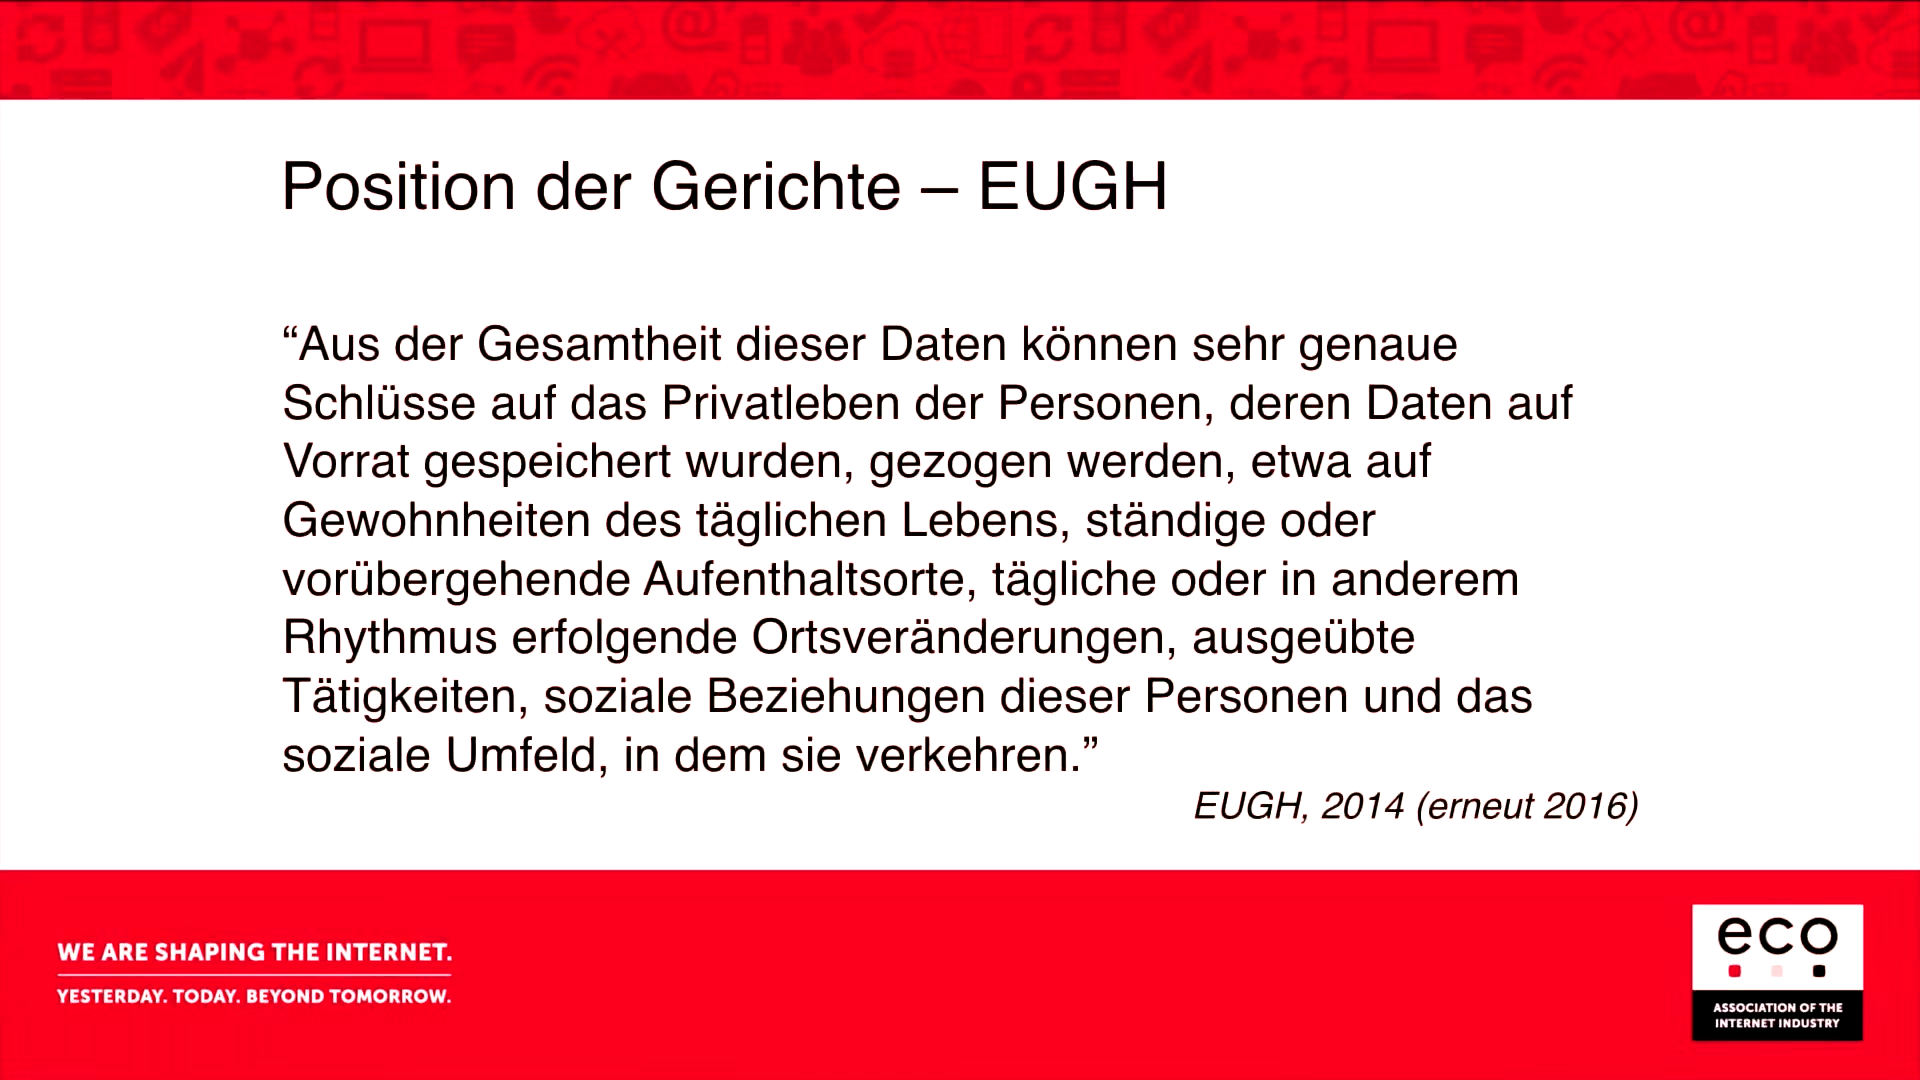 Position der Gerichte – EUGH
“Aus der Gesamtheit dieser Daten können sehr genaue
Schlüsse auf das Privatleben der Personen, deren Daten auf
Vorrat gespeichert wurden, gezogen werden, etwa auf
Gewohnheiten des täglichen Lebens, ständige oder
vorübergehende Aufenthaltsorte, tägliche oder in anderem
Rhythmus erfolgende Ortsveränderungen, ausgeübte
Tätigkeiten, soziale Beziehungen dieser Personen und das
soziale Umfeld, in dem sie verkehren.”
EUGH, 2014 (erneut 2016)
WE ARE SHAPING THE INTERNET.
YESTERDAY. TODAY. BEYOND TOMORROW.
eco
ASSOCIATION OF THE
INTERNET INDUSTRY